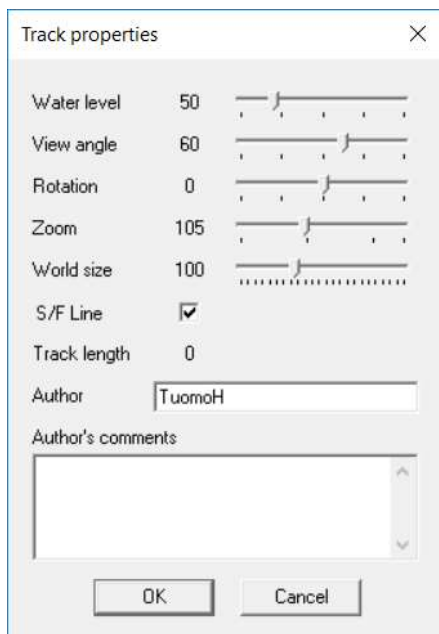 Track properties
Water level 50
View angle 60
Rotation 0
Zoom 105
World size 100
S/F Line
Track length 0
Author TuomoH
Author's comments
OK Cancel